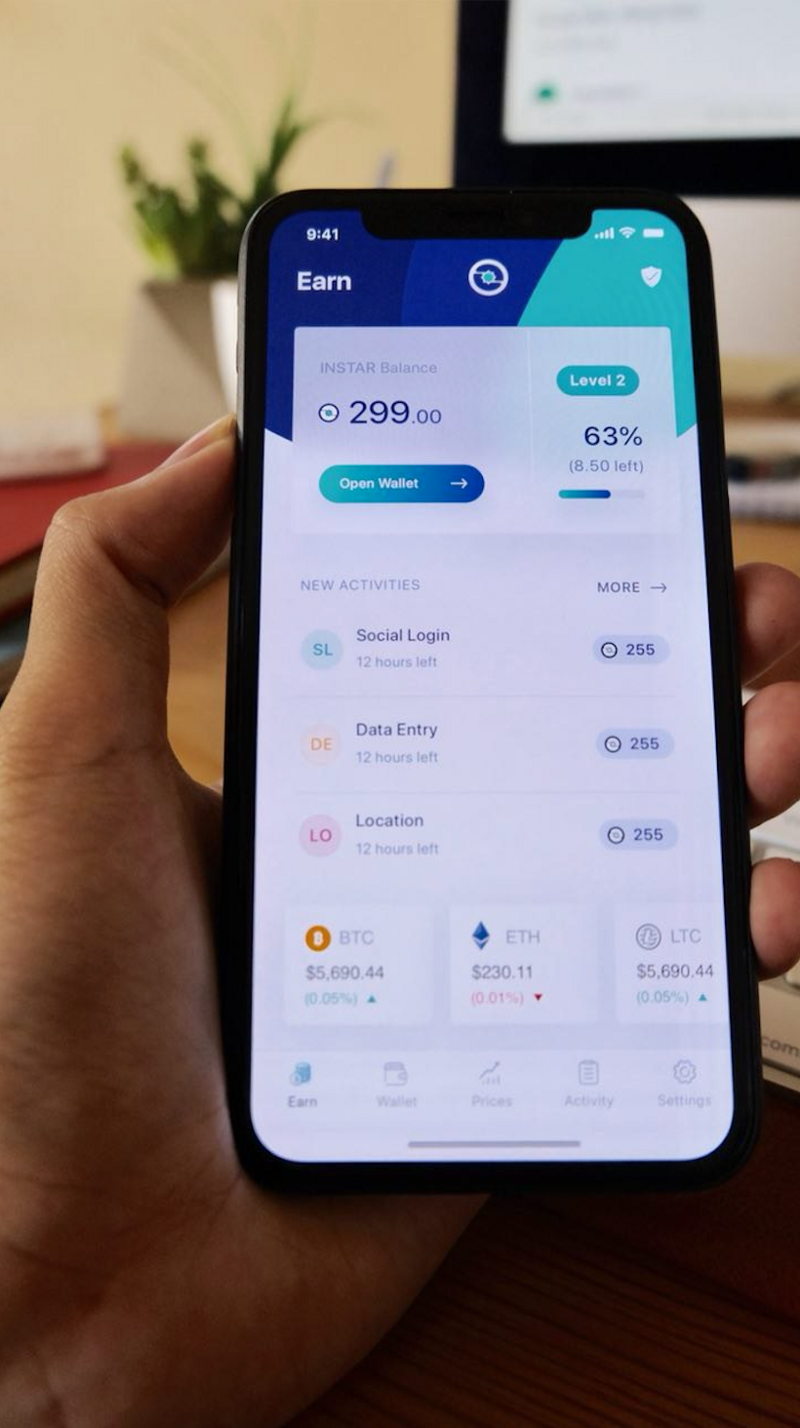 9:41
Earn
INSTAR Balance
299.00
Open Wallet →
Level 2
63%
(8.50 left)
NEW ACTIVITIES
MORE →
SL
Social Login
12 hours left
255
DE
Data Entry
12 hours left
255
LO
Location
12 hours left
255
BTC
$5,690.44
(0.05%) ▲
ETH
$230.11
(0.01%) ▼
LTC
$5,690.44
(0.05%) ▲
Earn
Wallet
Prices
Activity
Settings
com